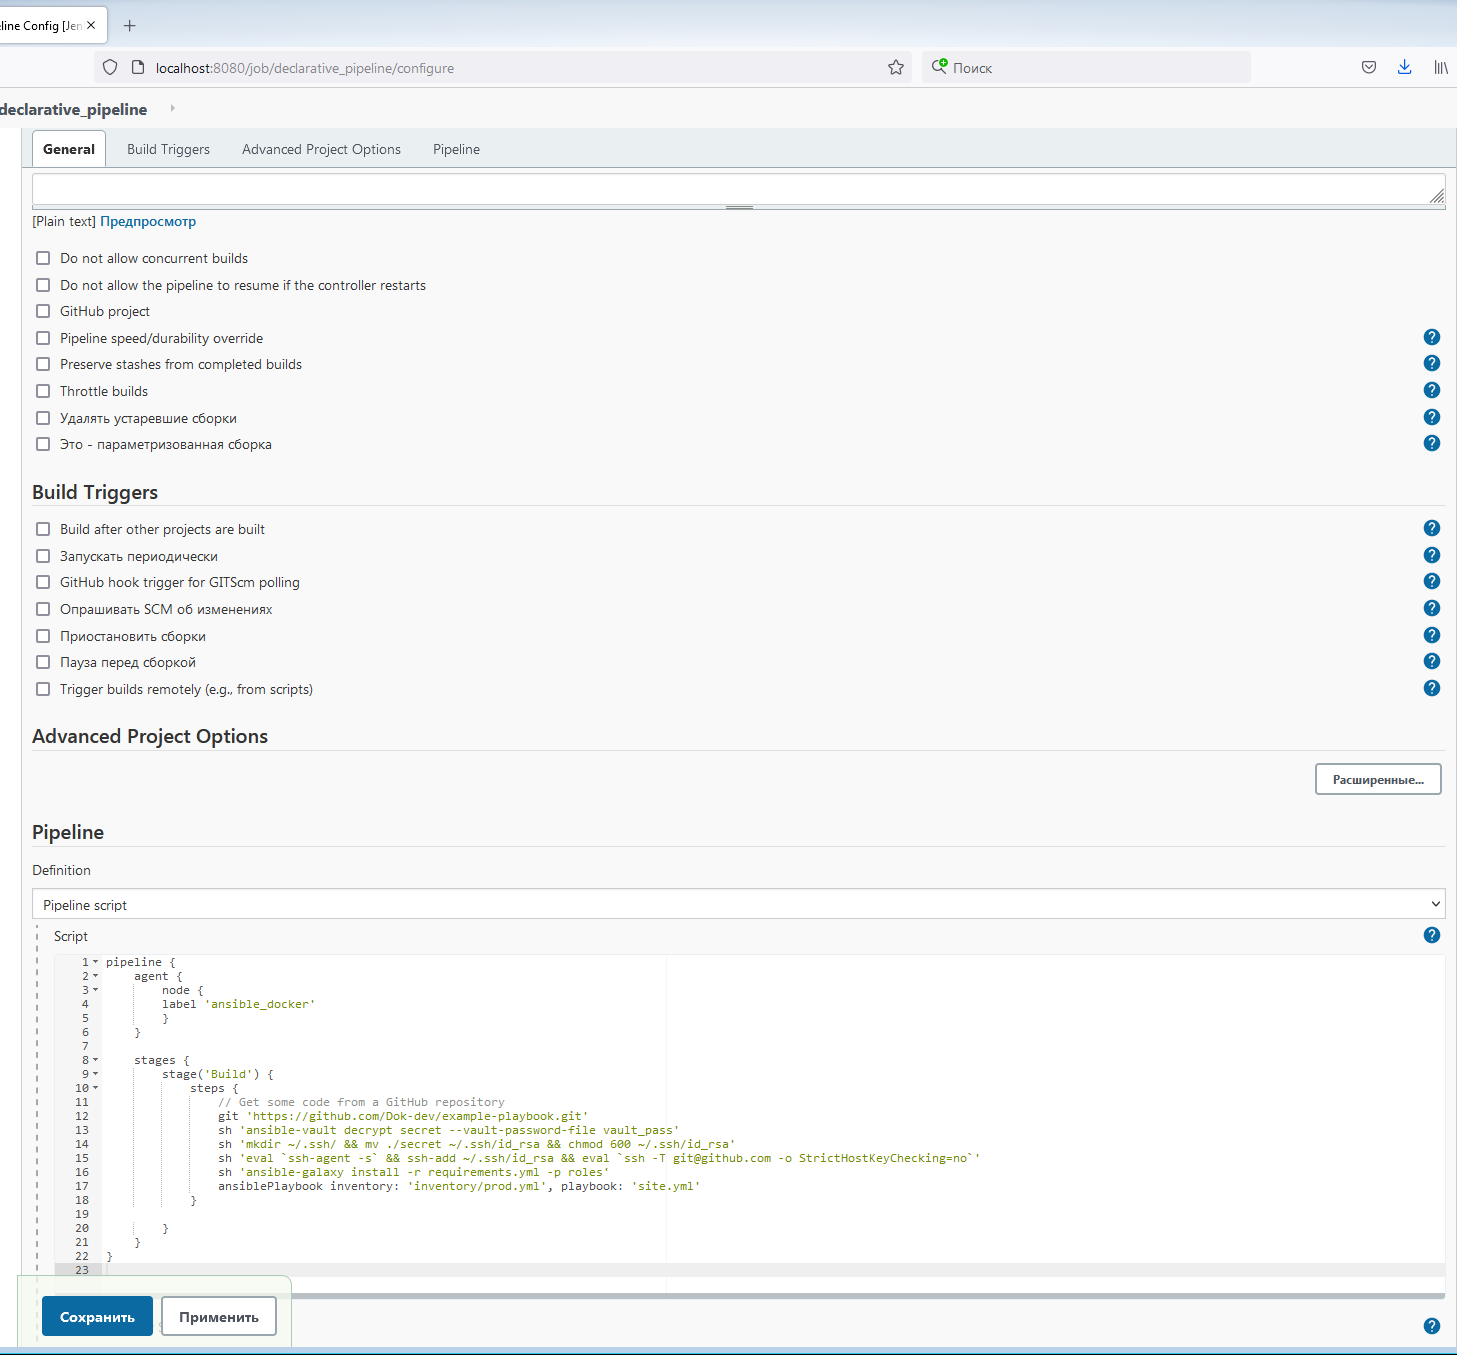 eline Config [Jen
localhost:8080/job/declarative_pipeline/configure
Поиск
declarative_pipeline
General
Build Triggers
Advanced Project Options
Pipeline
[Plain text] Предпросмотр
Do not allow concurrent builds
Do not allow the pipeline to resume if the controller restarts
GitHub project
Pipeline speed/durability override
Preserve stashes from completed builds
Throttle builds
Удалять устаревшие сборки
Это - параметризованная сборка
Build Triggers
Build after other projects are built
Запускать периодически
GitHub hook trigger for GITScm polling
Опрашивать SCM об изменениях
Приостановить сборки
Пауза перед сборкой
Trigger builds remotely (e.g., from scripts)
Advanced Project Options
Расширенные...
Pipeline
Definition
Pipeline script
Script
1 pipeline {
2 agent {
3 node {
4 label 'ansible_docker'
5 }
6 }
7
8 stages {
9 stage('Build') {
10 steps {
11 // Get some code from a GitHub repository
12 git 'https://github.com/Dok-dev/example-playbook.git'
13 sh 'ansible-vault decrypt secret --vault-password-file vault_pass'
14 sh 'mkdir ~/.ssh/ && mv ./secret ~/.ssh/id_rsa && chmod 600 ~/.ssh/id_rsa'
15 sh 'eval `ssh-agent -s` && ssh-add ~/.ssh/id_rsa && eval `ssh -T git@github.com -o StrictHostKeyChecking=no`'
16 sh 'ansible-galaxy install -r requirements.yml -p roles'
17 ansiblePlaybook inventory: 'inventory/prod.yml', playbook: 'site.yml'
18 }
19
20 }
21 }
22 }
23
Сохранить
Применить